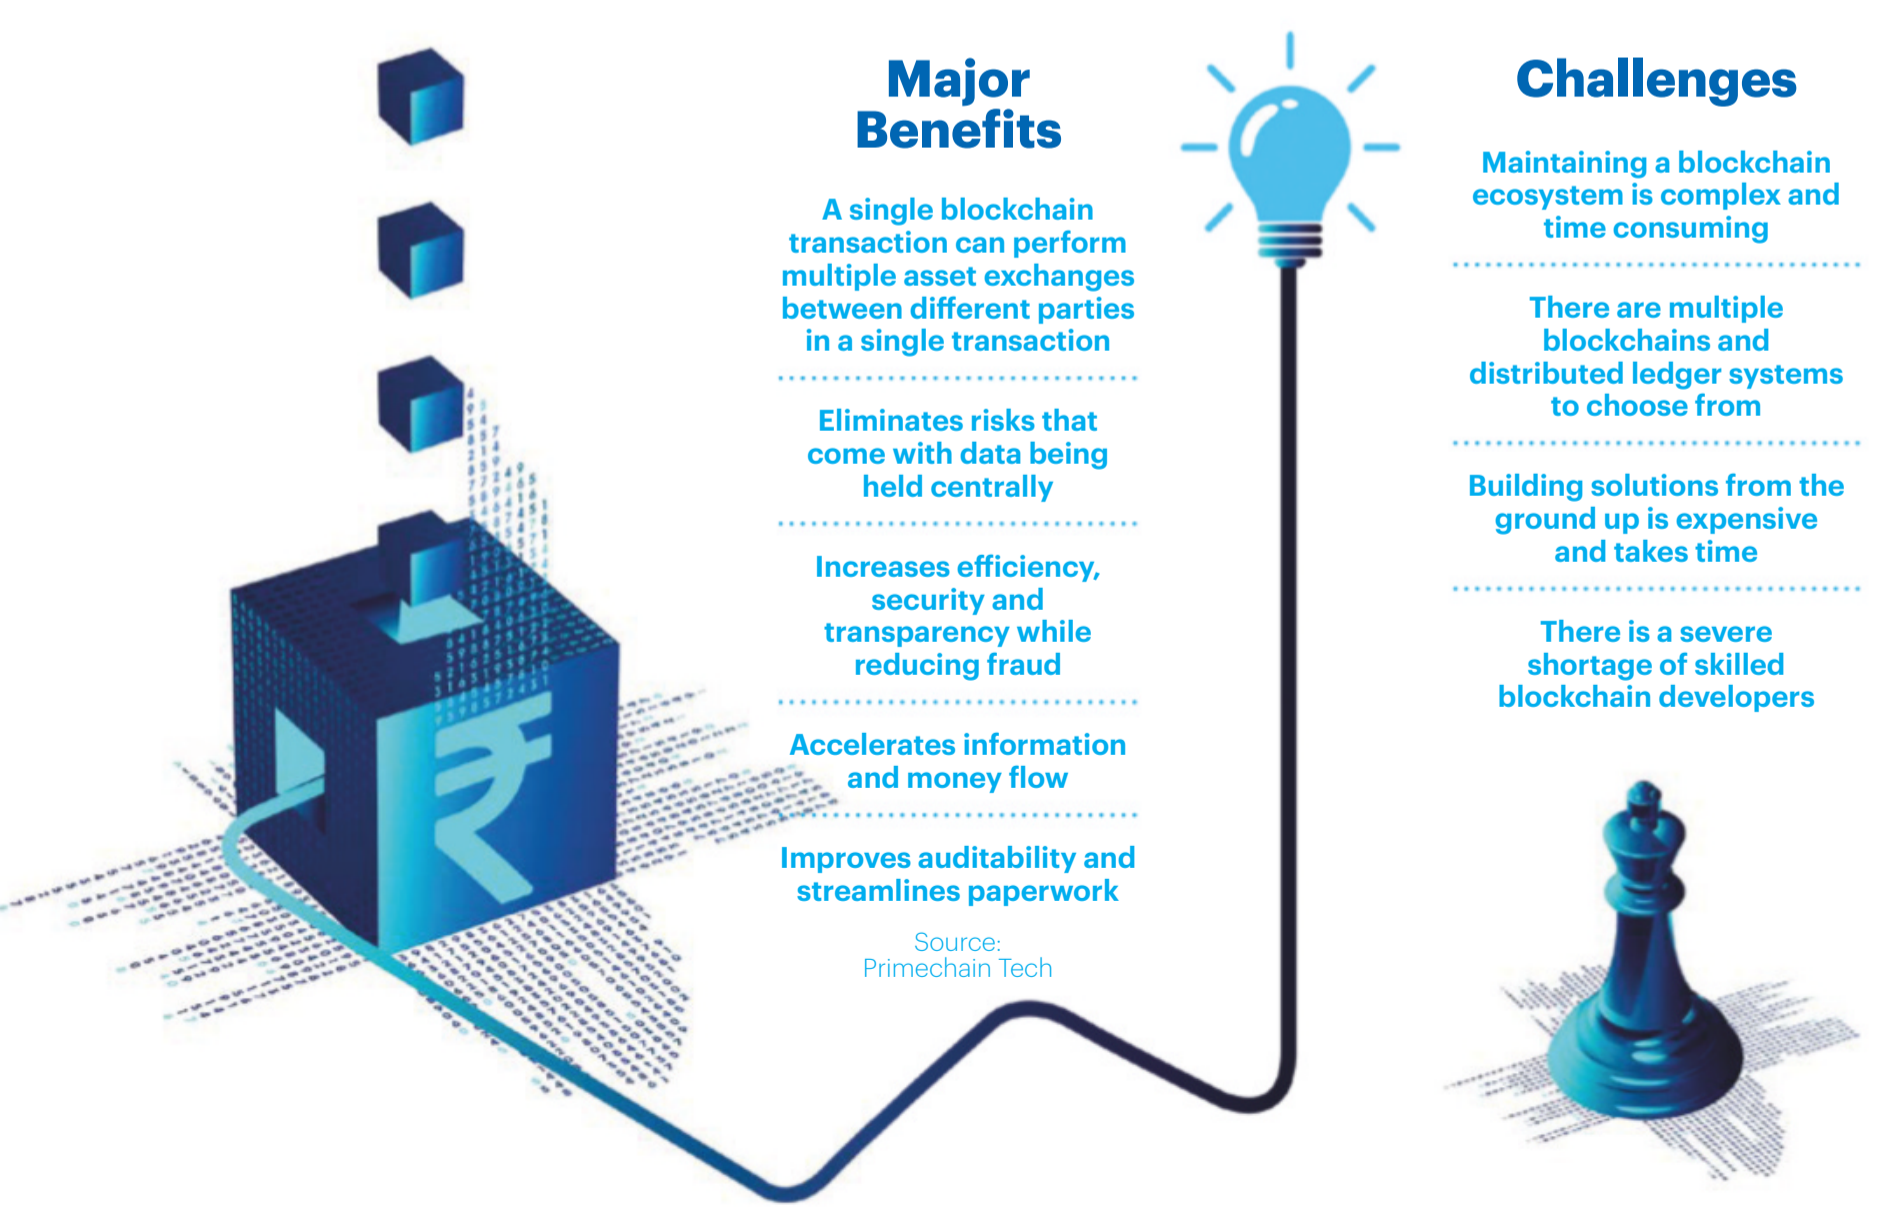 Major
Benefits
A single blockchain
transaction can perform
multiple asset exchanges
between different parties
in a single transaction
Eliminates risks that
come with data being
held centrally
Increases efficiency,
security and
transparency while
reducing fraud
Accelerates information
and money flow
Improves auditability and
streamlines paperwork
Source:
Primechain Tech
Challenges
Maintaining a blockchain
ecosystem is complex and
time consuming
There are multiple
blockchains and
distributed ledger systems
to choose from
Building solutions from the
ground up is expensive
and takes time
There is a severe
shortage of skilled
blockchain developers
₹